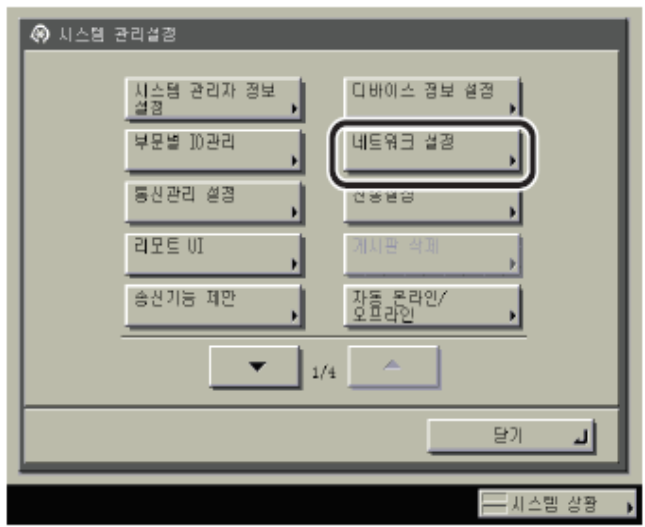 시스템 관리설정
시스템 관리자 정보
설정
디바이스 정보 설정
부문별 ID관리
네트워크 설정
통신관리 설정
전송설정
리모트 UI
게시판 삭제
송신기능 제한
자동 온라인/
오프라인
1/4
닫기
시스템 상황